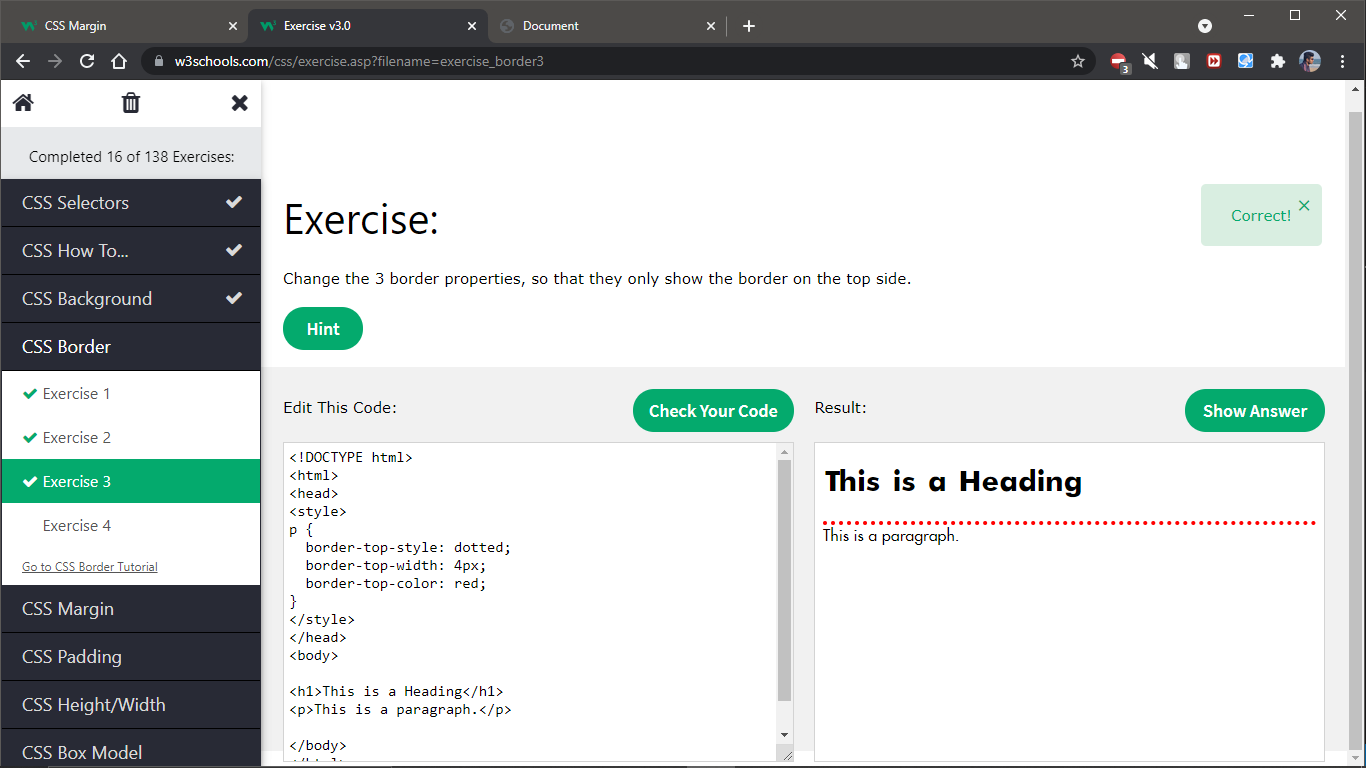 CSS Margin
Exercise v3.0
Document
w3schools.com/css/exercise.asp?filename=exercise_border3
3
Completed 16 of 138 Exercises:
CSS Selectors
CSS How To...
CSS Background
CSS Border
Exercise 1
Exercise 2
Exercise 3
Exercise 4
Go to CSS Border Tutorial
CSS Margin
CSS Padding
CSS Height/Width
CSS Box Model
Exercise:
Correct!
Change the 3 border properties, so that they only show the border on the top side.
Hint
Edit This Code:
Check Your Code
<!DOCTYPE html>
<html>
<head>
<style>
p {
  border-top-style: dotted;
  border-top-width: 4px;
  border-top-color: red;
}
</style>
</head>
<body>
<h1>This is a Heading</h1>
<p>This is a paragraph.</p>
</body>
Result:
Show Answer
This is a Heading
This is a paragraph.